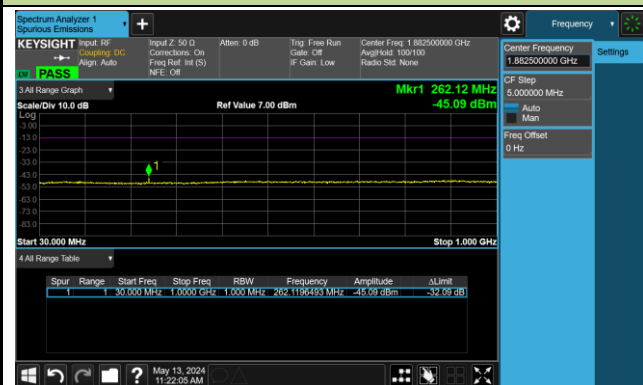 Spectrum Analyzer 1
Spurious Emissions
Frequency
KEYSIGHT
Input: RF
Coupling: DC
Align: Auto
Input Z: 50 Ω
Corrections: On
Freq Ref: Int (S)
NFE: Off
Atten: 0 dB
Trig: Free Run
Gate: Off
IF Gain: Low
Center Freq: 1.882500000 GHz
Avg|Hold: 100/100
Radio Std: None
PASS
Center Frequency
1.882500000 GHz
Settings
CF Step
5.000000 MHz
Auto
Man
Freq Offset
0 Hz
3 All Range Graph
Mkr1 262.12 MHz
Scale/Div 10.0 dB
Ref Value 7.00 dBm
-45.09 dBm
Log
-3.00
-13.0
-23.0
-33.0
-43.0
-53.0
-63.0
-73.0
-83.0
1
Start 30.000 MHz
Stop 1.000 GHz
4 All Range Table
Spur Range Start Freq Stop Freq RBW Frequency Amplitude ΔLimit
1 1 30.000 MHz 1.0000 GHz 1.000 MHz 262.1196493 MHz -45.09 dBm -32.09 dB
?
May 13, 2024
11:22:05 AM